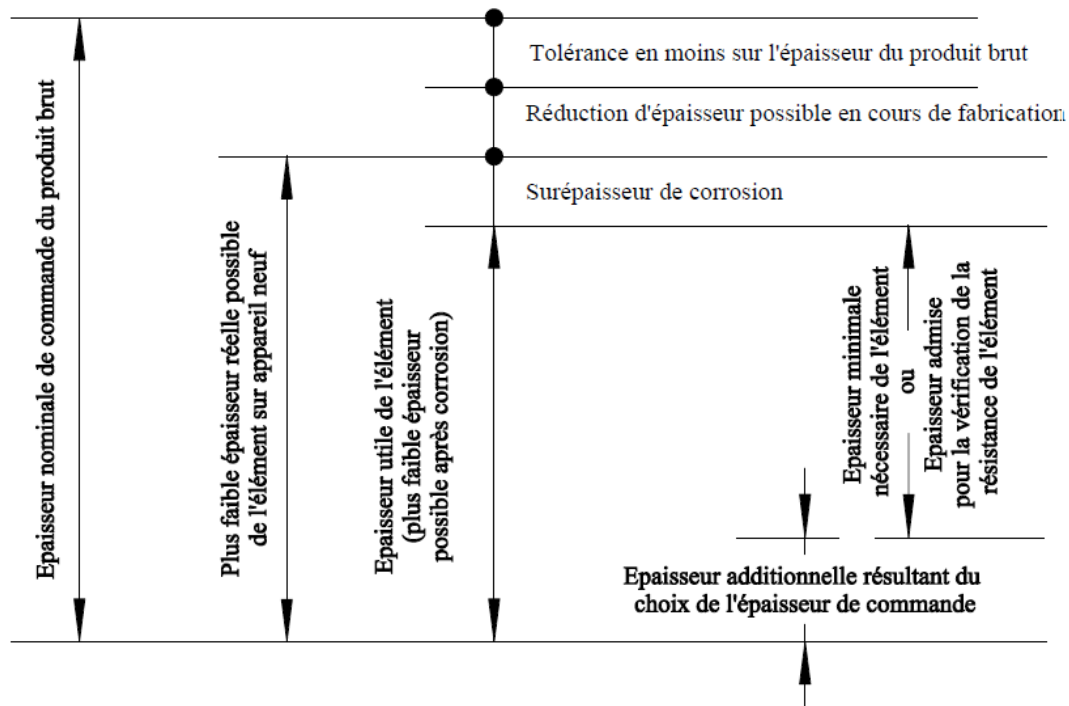 Tolérance en moins sur l'épaisseur du produit brut
Réduction d'épaisseur possible en cours de fabrication
Surépaisseur de corrosion
Epaisseur nominale de commande du produit brut
Plus faible épaisseur réelle possible
de l'élément sur appareil neuf
Epaisseur utile de l'élément
(plus faible épaisseur
possible après corrosion)
Epaisseur minimale
nécessaire de l'élément
ou
Epaisseur admise
pour la vérification de la
résistance de l'élément
Epaisseur additionnelle résultant du
choix de l'épaisseur de commande